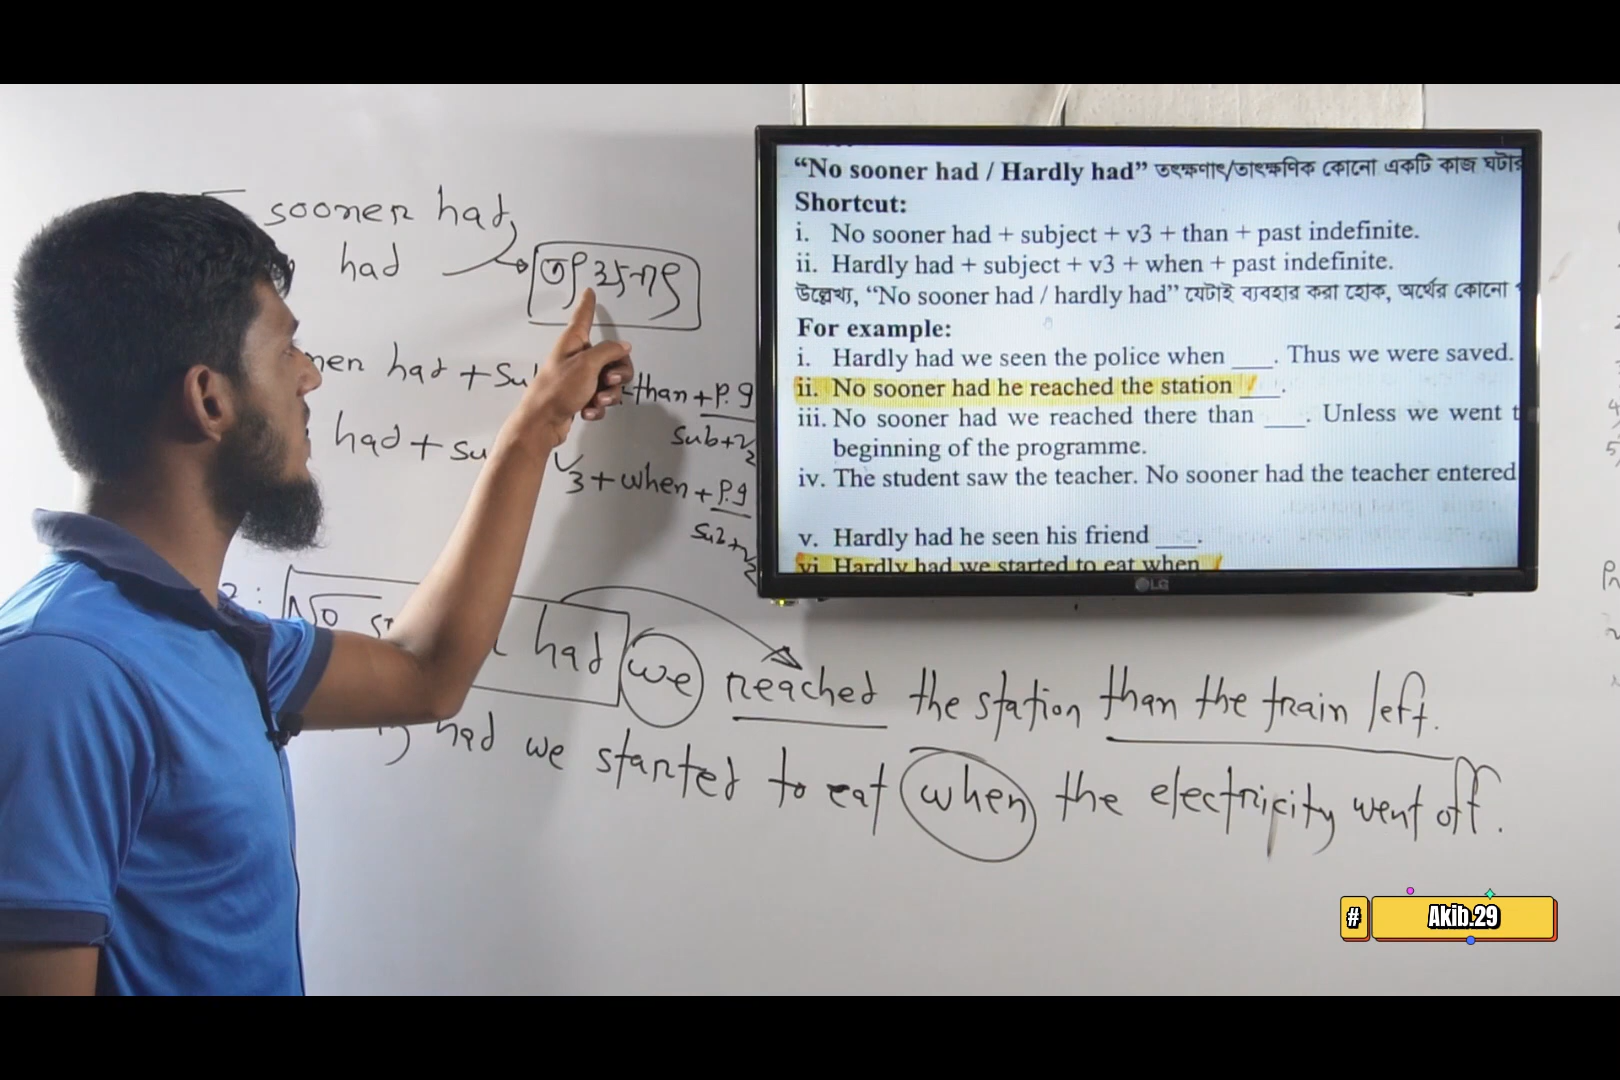 sooner had
had
তৎক্ষণাৎ
had + Su
than + P. g
Sub + v2
had + su
v3 + when + P.g
Sub + v2
No
had we reached the station than the train left.
had we started to eat when the electricity went off.
“No sooner had / Hardly had” তৎক্ষণাৎ/তাৎক্ষণিক কোনো একটি কাজ
Shortcut:
i. No sooner had + subject + v3 + than + past indefinite.
ii. Hardly had + subject + v3 + when + past indefinite.
উল্লেখ্য, “No sooner had / hardly had” যেটাই ব্যবহার করা হোক, অর্থের কোনো
For example:
i. Hardly had we seen the police when ___. Thus we were saved.
ii. No sooner had he reached the station ___.
iii. No sooner had we reached there than ___. Unless we went t
beginning of the programme.
iv. The student saw the teacher. No sooner had the teacher entered
v. Hardly had he seen his friend ___.
vi. Hardly had we started to eat when
LG
# Akib.29